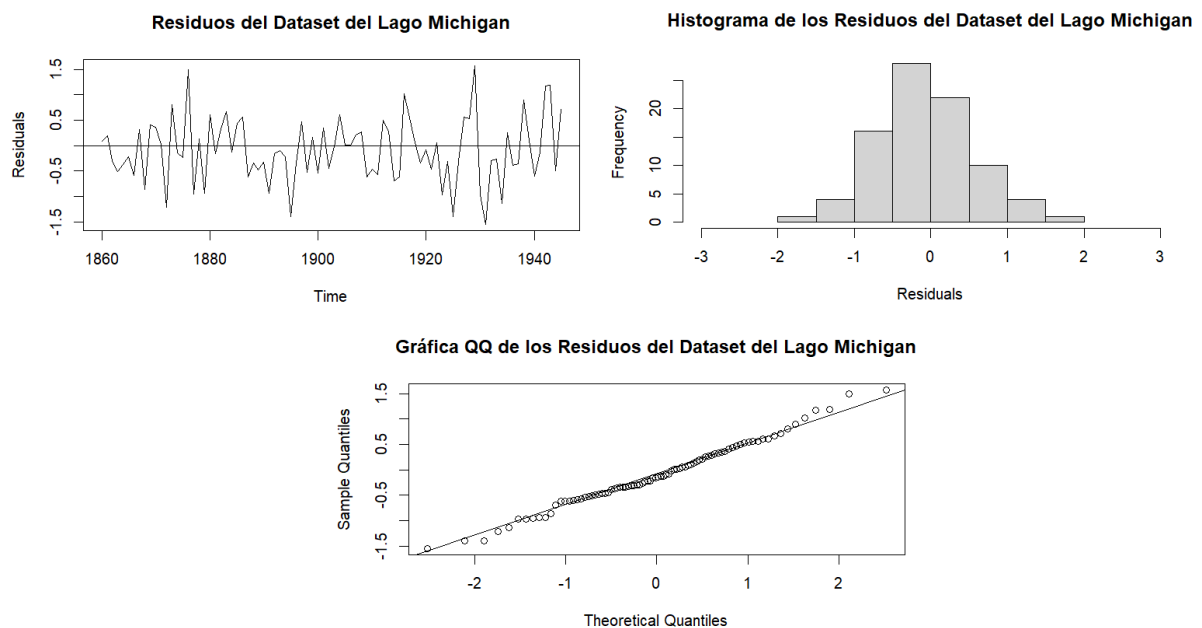 Residuos del Dataset del Lago Michigan
Residuals
1.5
0.5
-0.5
-1.5
1860 1880 1900 1920 1940
Time
Histograma de los Residuos del Dataset del Lago Michigan
Frequency
20
10
5
0
-3 -2 -1 0 1 2 3
Residuals
Gráfica QQ de los Residuos del Dataset del Lago Michigan
Sample Quantiles
1.5
0.5
-0.5
-1.5
-2 -1 0 1 2
Theoretical Quantiles